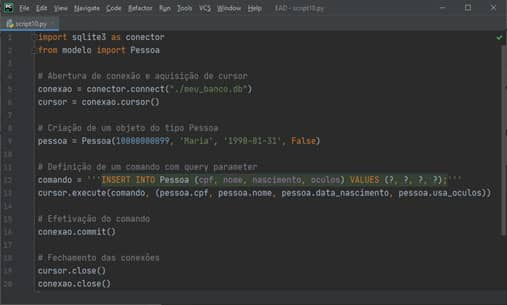 PC File Edit View Navigate Code Refactor Run Tools VCS Window Help EAD - script10.py
script10.py
1 import sqlite3 as conector
2 from modelo import Pessoa
3
4 # Abertura de conexão e aquisição de cursor
5 conexao = conector.connect("./meu_banco.db")
6 cursor = conexao.cursor()
7
8 # Criação de um objeto do tipo Pessoa
9 pessoa = Pessoa(10000000099, 'Maria', '1990-01-31', False)
10
11 # Definição de um comando com query parameter
12 comando = '''INSERT INTO Pessoa (cpf, nome, nascimento, oculos) VALUES (?, ?, ?, ?);'''
13 cursor.execute(comando, (pessoa.cpf, pessoa.nome, pessoa.data_nascimento, pessoa.usa_oculos))
14
15 # Efetivação do comando
16 conexao.commit()
17
18 # Fechamento das conexões
19 cursor.close()
20 conexao.close()